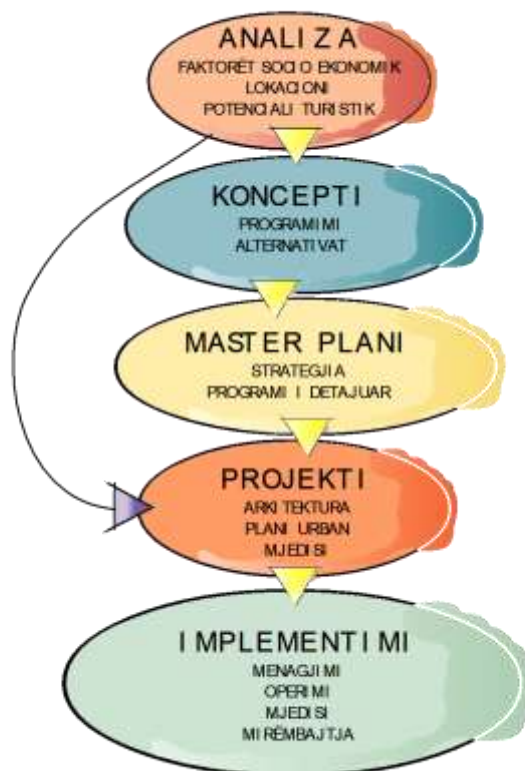 ANALIZA
FAKTORËT SOCIO EKONOMIK
LOKACIONI
POTENCIALI TURISTIK
KONCEPTI
PROGRAMIMI
ALTERNATIVAT
MASTER PLANI
STRATEGJIA
PROGRAMI I DETAJUAR
PROJEKTI
ARKITEKTURA
PLANI URBAN
MJEDISI
IMPLEMENTIMI
MENAGJIMI
OPERIMI
MJEDISI
MIRËMBAJTJA